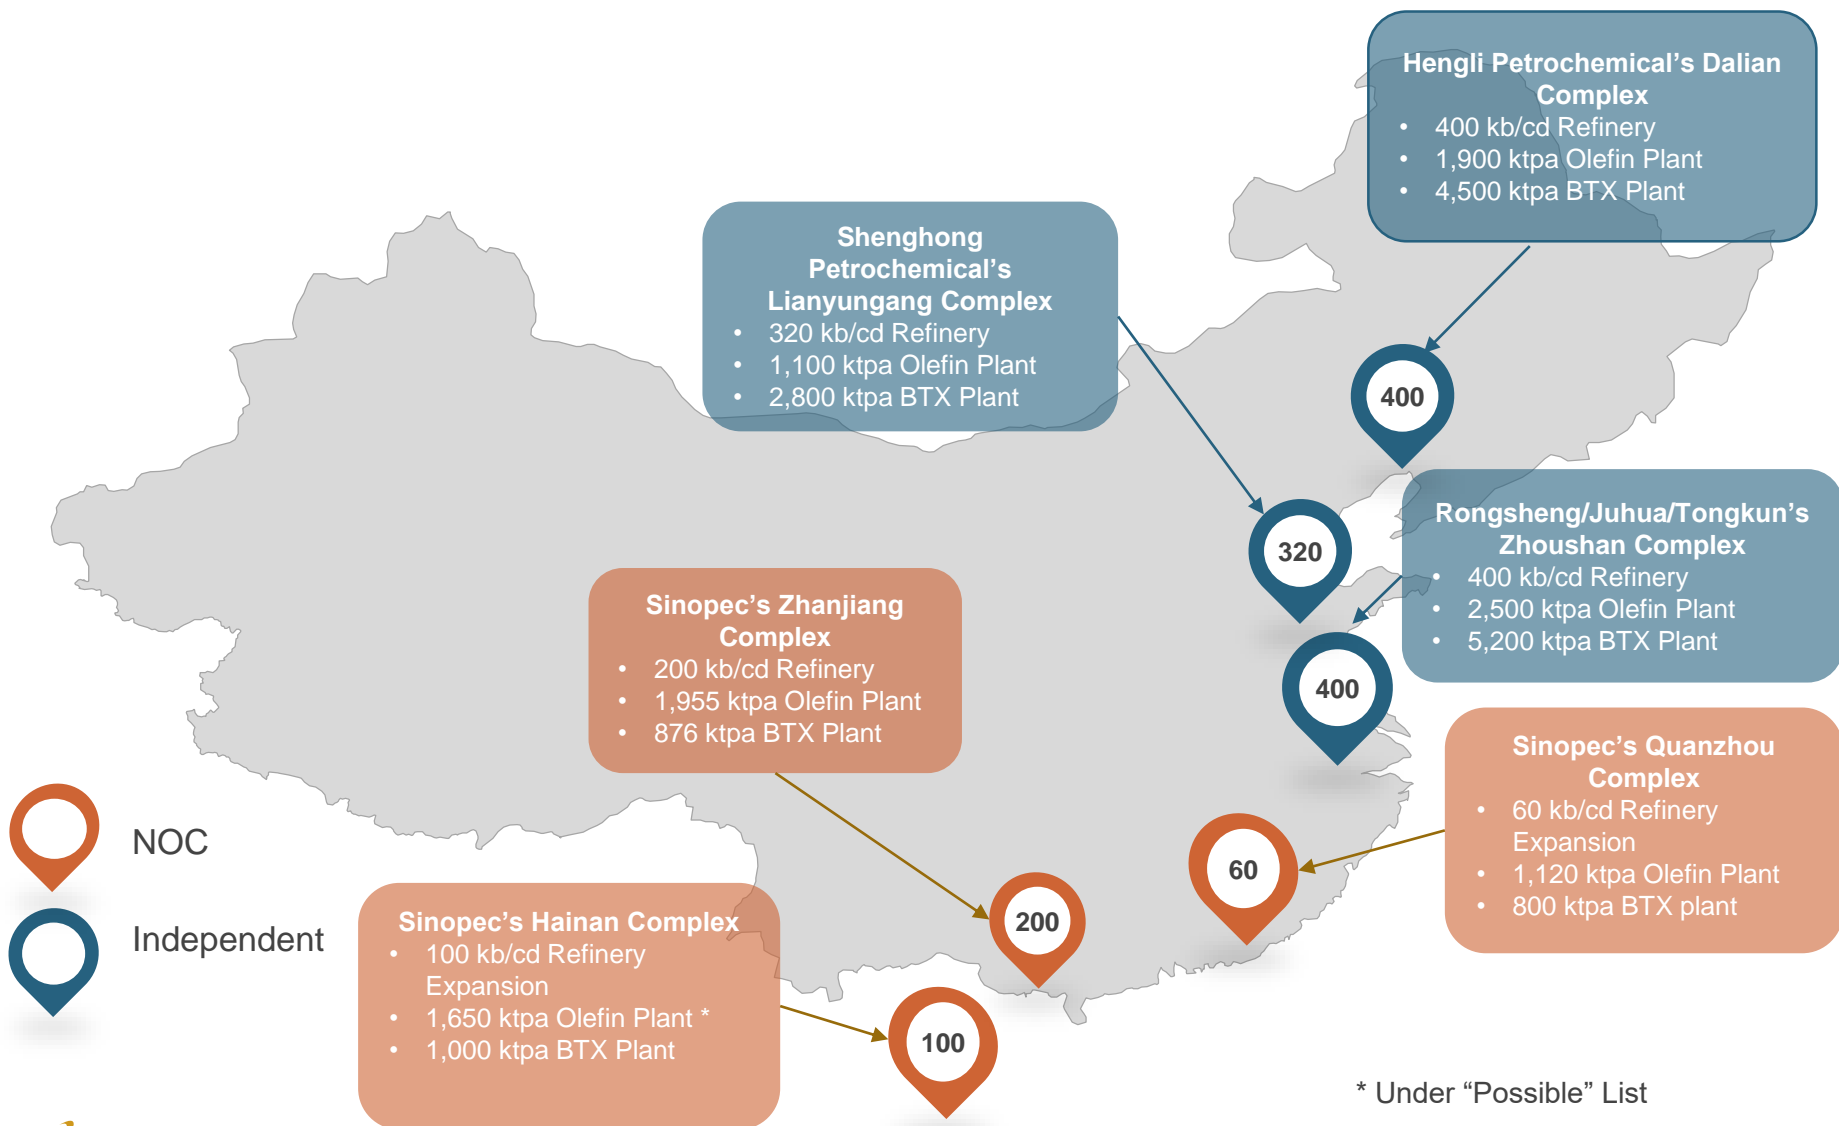 Hengli Petrochemical's Dalian
Complex
• 400 kb/cd Refinery
• 1,900 ktpa Olefin Plant
• 4,500 ktpa BTX Plant
Shenghong
Petrochemical's
Lianyungang Complex
• 320 kb/cd Refinery
• 1,100 ktpa Olefin Plant
• 2,800 ktpa BTX Plant
400
Rongsheng/Juhua/Tongkun's
Zhoushan Complex
• 400 kb/cd Refinery
• 2,500 ktpa Olefin Plant
• 5,200 ktpa BTX Plant
320
Sinopec's Zhanjiang
Complex
• 200 kb/cd Refinery
• 1,955 ktpa Olefin Plant
• 876 ktpa BTX Plant
400
Sinopec's Quanzhou
Complex
• 60 kb/cd Refinery
Expansion
• 1,120 ktpa Olefin Plant
• 800 ktpa BTX plant
NOC
60
Independent
Sinopec's Hainan Complex
• 100 kb/cd Refinery
Expansion
• 1,650 ktpa Olefin Plant *
• 1,000 ktpa BTX Plant
200
100
* Under “Possible” List